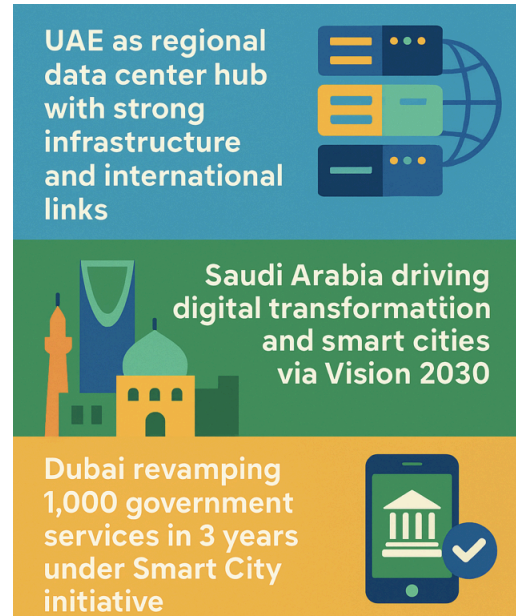 UAE as regional
data center hub
with strong
infrastructure
and international
links
Saudi Arabia driving
digital transformattion
and smart cities
via Vision 2030
Dubai revamping
1,000 government
services in 3 years
under Smart City
initiative